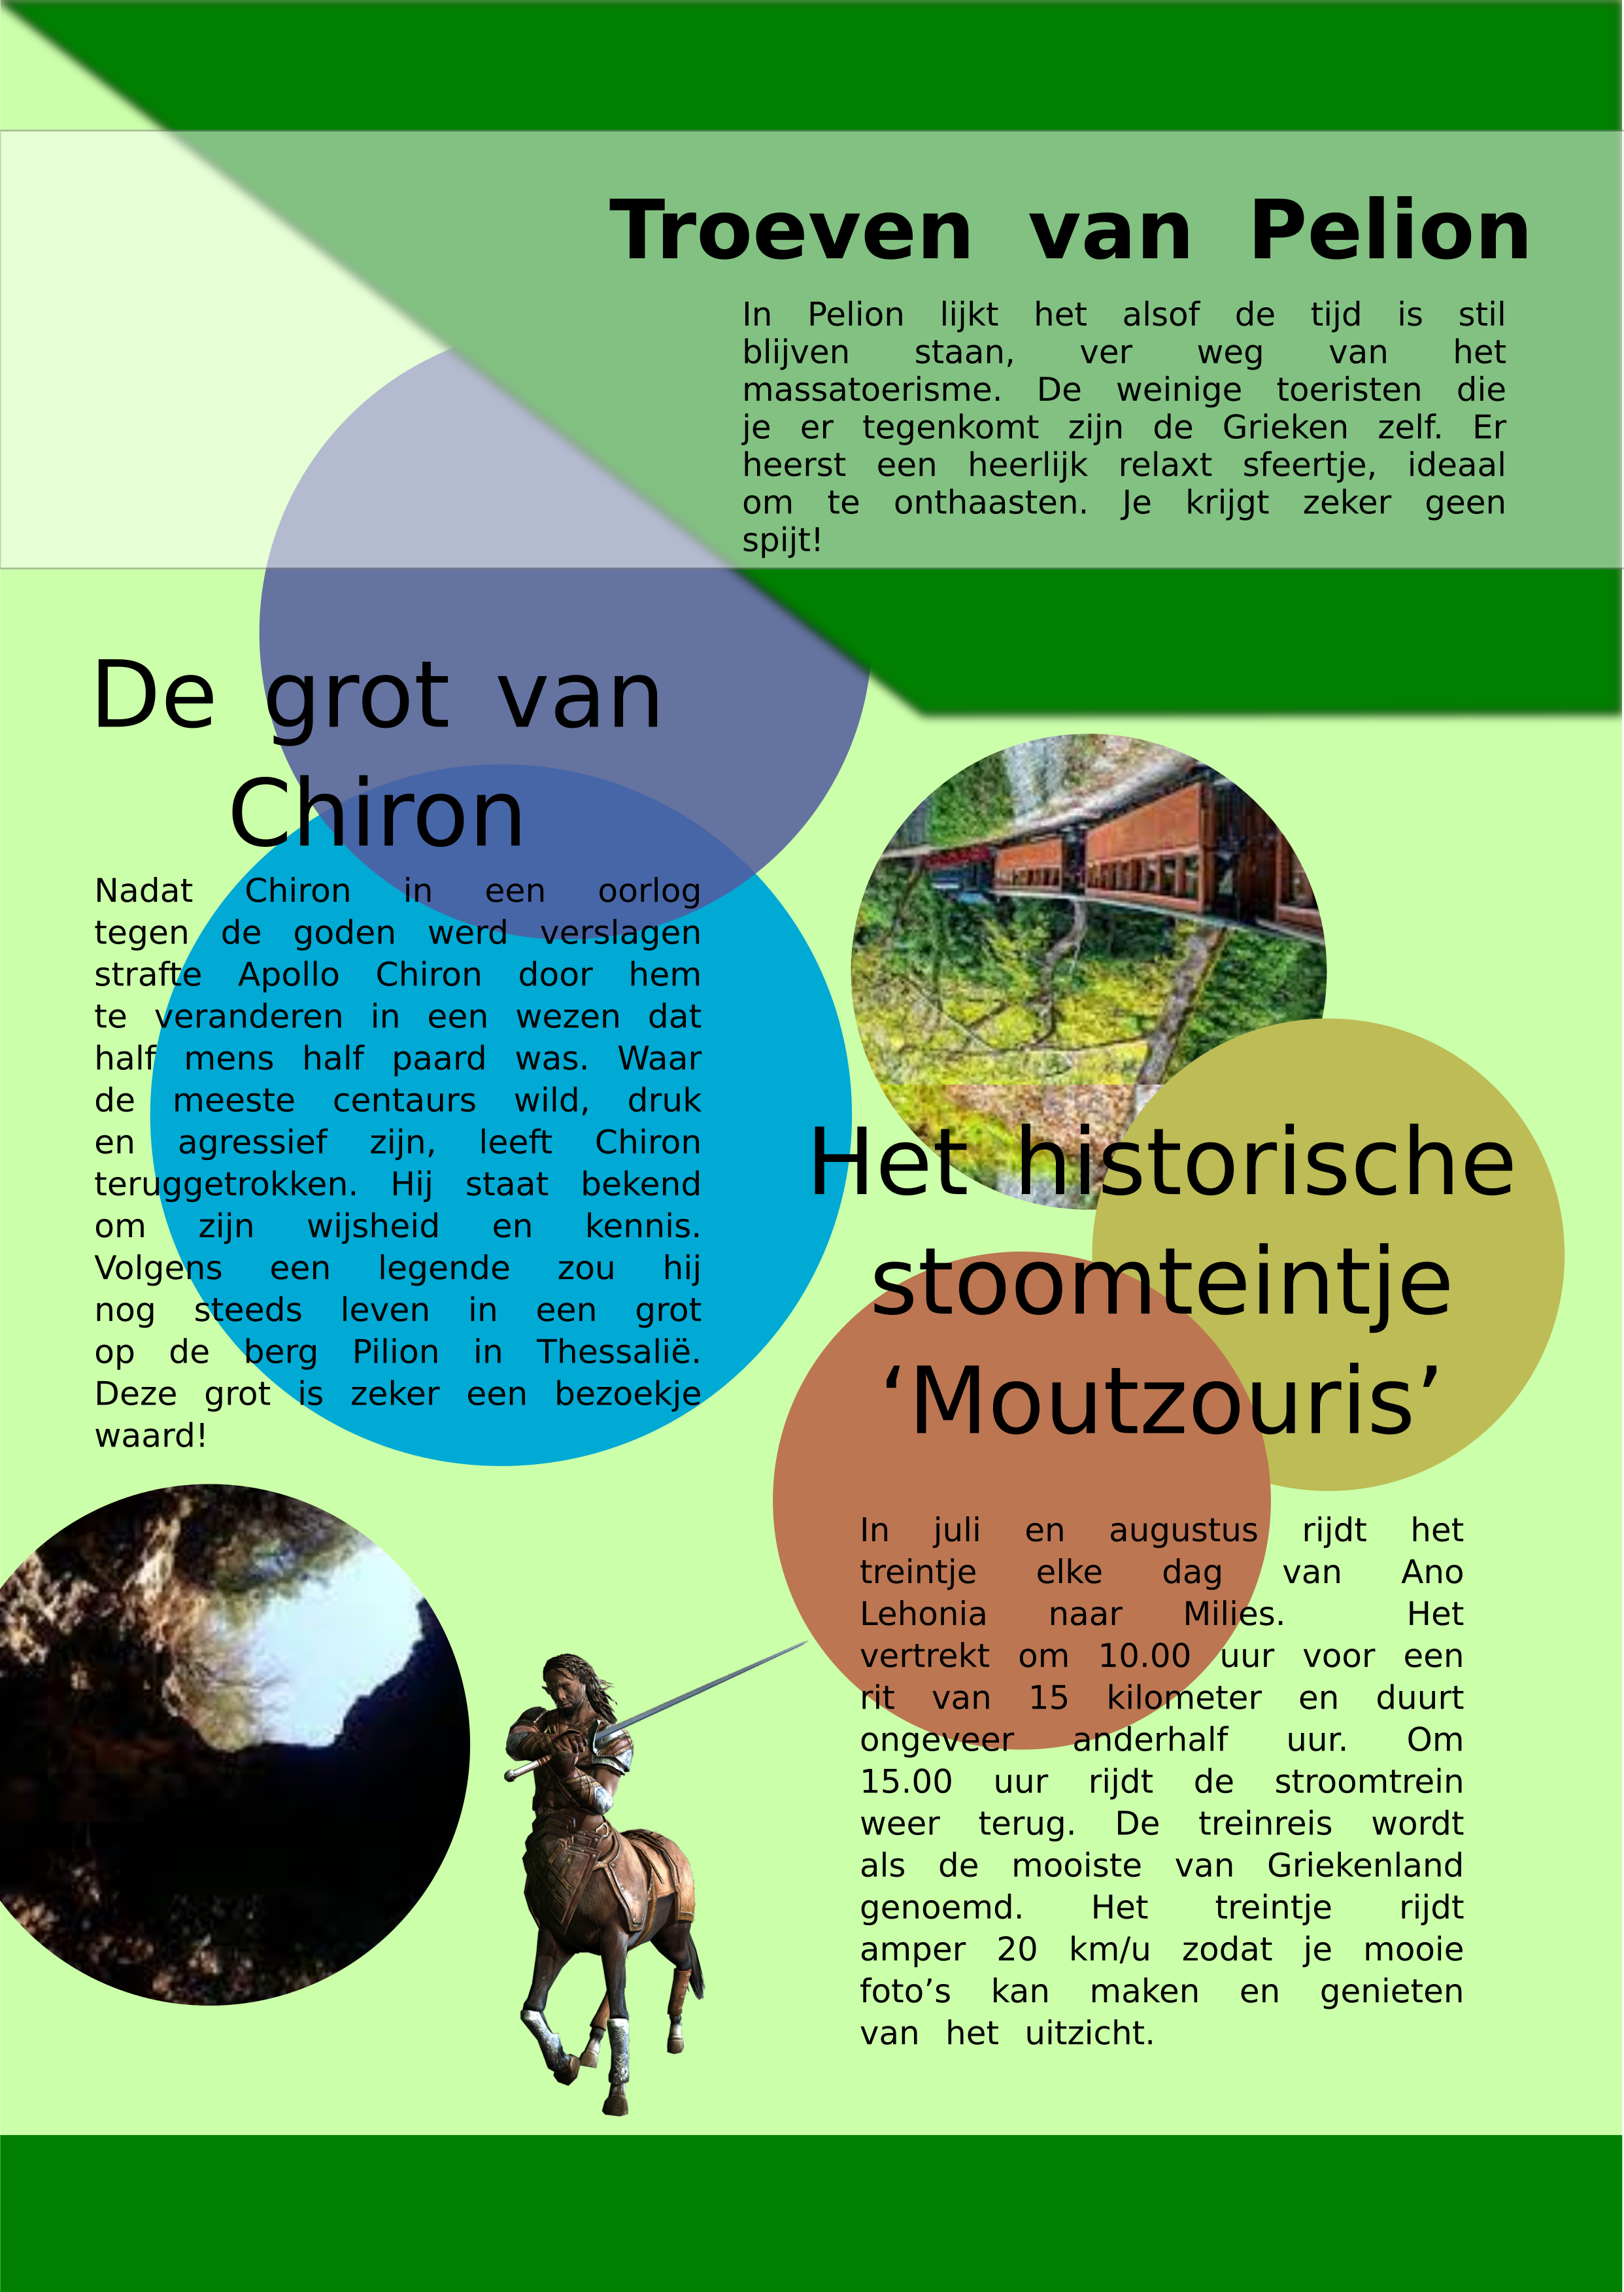 Troeven van Pelion
In Pelion lijkt het alsof de tijd is stil
blijven staan, ver weg van het
massatoerisme. De weinige toeristen die
je er tegenkomt zijn de Grieken zelf. Er
heerst een heerlijk relaxt sfeertje, ideaal
om te onthaasten. Je krijgt zeker geen
spijt!
De grot van
Chiron
Nadat Chiron in een oorlog
tegen de goden werd verslagen
strafte Apollo Chiron door hem
te veranderen in een wezen dat
half mens half paard was. Waar
de meeste centaurs wild, druk
en agressief zijn, leeft Chiron
teruggetrokken. Hij staat bekend
om zijn wijsheid en kennis.
Volgens een legende zou hij
nog steeds leven in een grot
op de berg Pilion in Thessalië.
Deze grot is zeker een bezoekje
waard!
Het historische
stoomteintje
‘Moutzouris’
In juli en augustus rijdt het
treintje elke dag van Ano
Lehonia naar Milies. Het
vertrekt om 10.00 uur voor een
rit van 15 kilometer en duurt
ongeveer anderhalf uur. Om
15.00 uur rijdt de stroomtrein
weer terug. De treinreis wordt
als de mooiste van Griekenland
genoemd. Het treintje rijdt
amper 20 km/u zodat je mooie
foto’s kan maken en genieten
van het uitzicht.